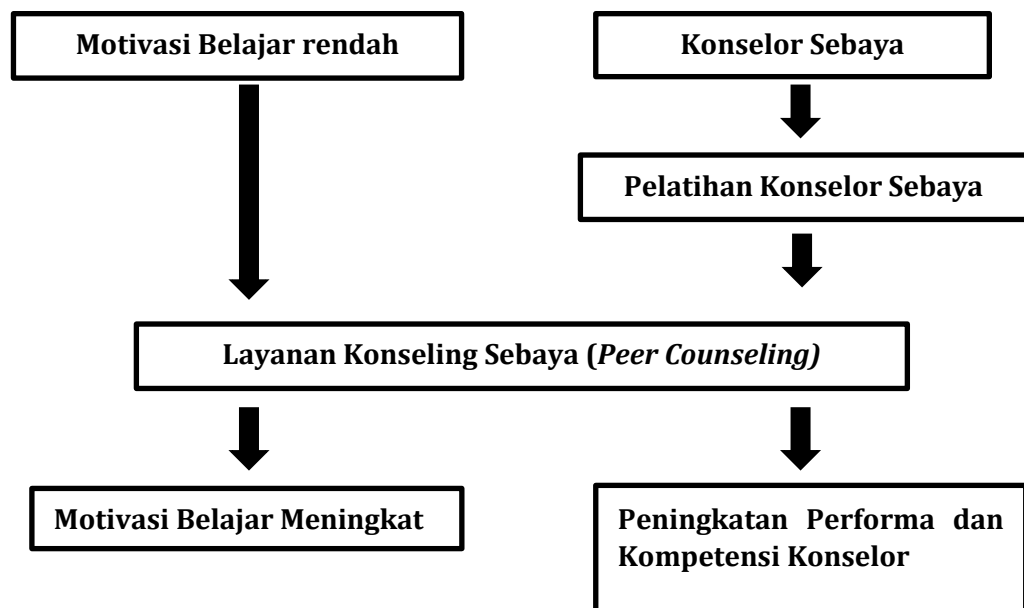 Motivasi Belajar rendah
Konselor Sebaya
Pelatihan Konselor Sebaya
Layanan Konseling Sebaya (Peer Counseling)
Motivasi Belajar Meningkat
Peningkatan Performa dan
Kompetensi Konselor